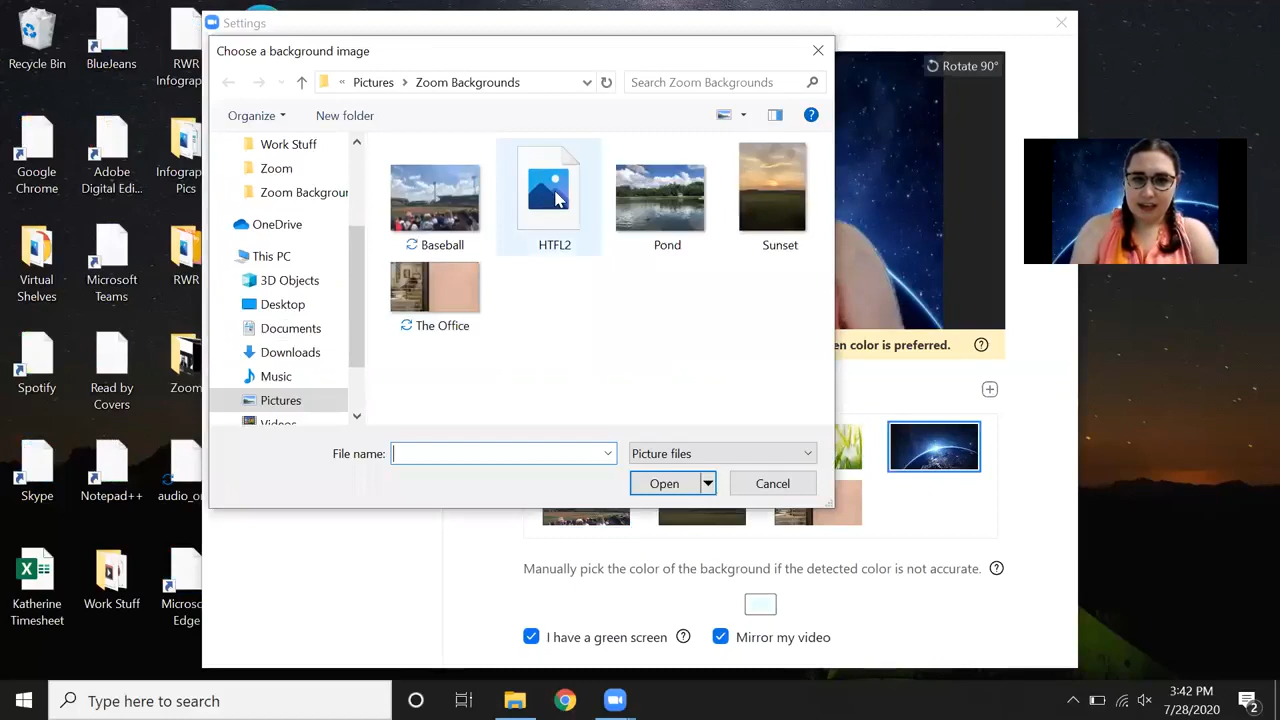 Settings
Choose a background image
Rotate 90°
« Pictures > Zoom Backgrounds
Search Zoom Backgrounds
Organize
New folder
Work Stuff
Zoom
Zoom Backgroun
OneDrive
This PC
3D Objects
Desktop
Documents
Downloads
Music
Pictures
Videos
Baseball
HTFL2
Pond
Sunset
The Office
File name:
Picture files
Open
Cancel
en color is preferred.
Manually pick the color of the background if the detected color is not accurate.
I have a green screen
Mirror my video
Recycle Bin
BlueJeans
RWR
Infograp
Google
Chrome
Adobe
Digital Edi...
RWR
Infograp
Pics
Virtual
Shelves
Microsoft
Teams
RWR
Spotify
Read by
Covers
Zoom
Skype
Notepad++
audio_or
Katherine
Timesheet
Work Stuff
Microso
Edge
Type here to search
3:42 PM
7/28/2020
2